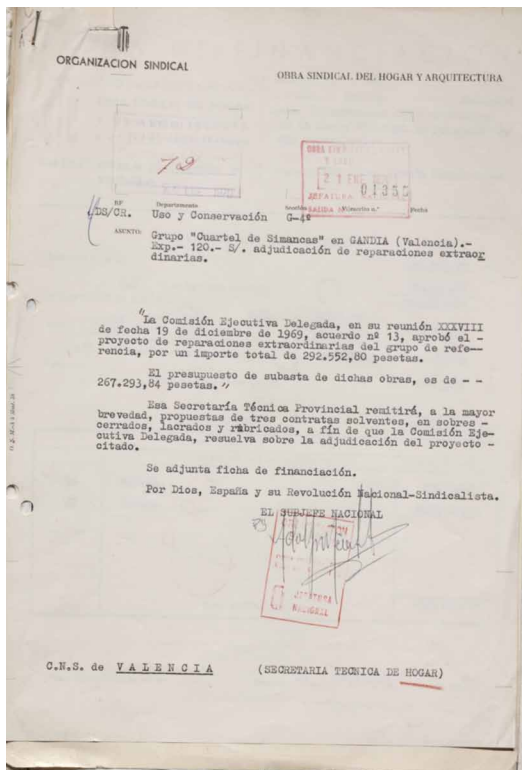 ORGANIZACION SINDICAL
OBRA SINDICAL DEL HOGAR Y ARQUITECTURA
72
21 ENE
01355
RF Departamento Sección Número n.º Fecha
DS/CR. Uso y Conservación G-4ª
ASUNTO: Grupo "Cuartel de Simancas" en GANDIA (Valencia).-
Exp.- 120.- S/. adjudicación de reparaciones extraor
dinarias.
"La Comisión Ejecutiva Delegada, en su reunión XXXVIII
de fecha 19 de diciembre de 1969, acuerdo nº 13, aprobó el -
proyecto de reparaciones extraordinarias del grupo de refe--
rencia, por un importe total de 292.552,80 pesetas.
El presupuesto de subasta de dichas obras, es de - -
267.293,84 pesetas."
Esa Secretaría Técnica Provincial remitirá, a la mayor
brevedad, propuestas de tres contratas solventes, en sobres -
cerrados, lacrados y rubricados, a fin de que la Comisión Eje-
cutiva Delegada, resuelva sobre la adjudicación del proyecto -
citado.
Se adjunta ficha de financiación.
Por Dios, España y su Revolución Nacional-Sindicalista.
EL SUBJEFE NACIONAL
JEFATURA
NACIONAL
C.N.S. de VALENCIA
(SECRETARIA TECNICA DE HOGAR)